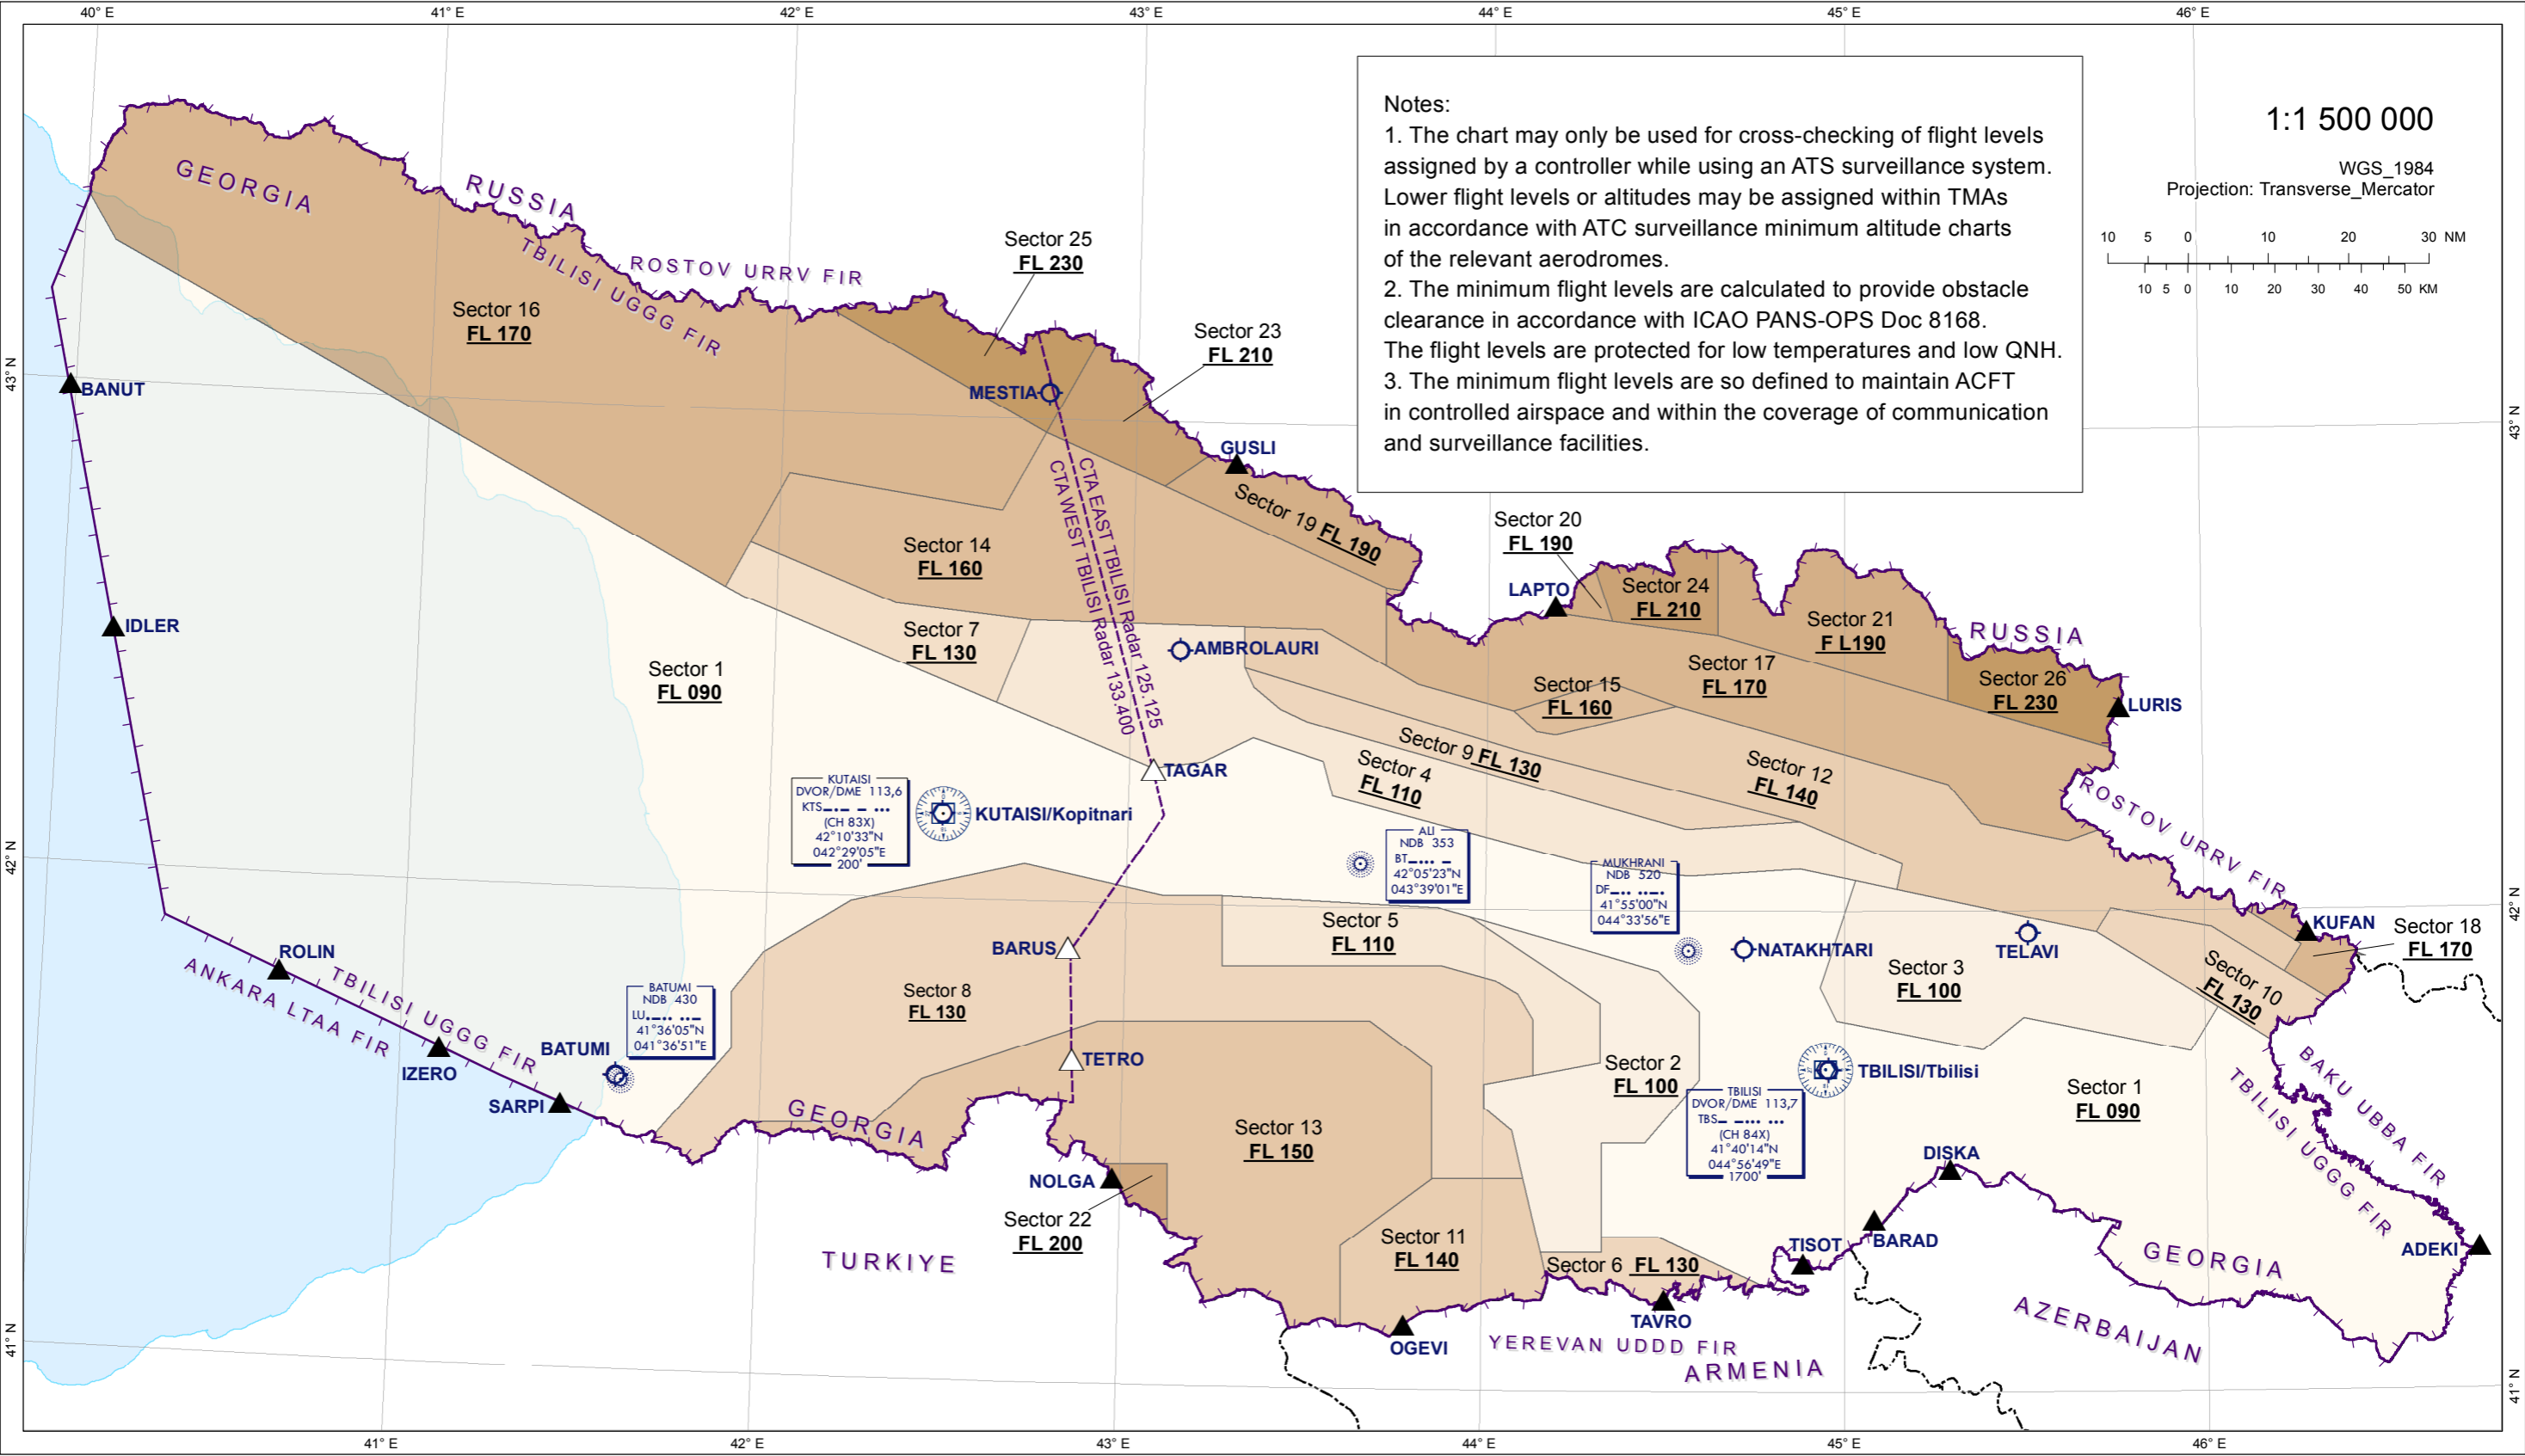 40° E
41° E
42° E
43° E
44° E
45° E
46° E
Notes:
1. The chart may only be used for cross-checking of flight levels
assigned by a controller while using an ATS surveillance system.
Lower flight levels or altitudes may be assigned within TMAs
in accordance with ATC surveillance minimum altitude charts
of the relevant aerodromes.
2. The minimum flight levels are calculated to provide obstacle
clearance in accordance with ICAO PANS-OPS Doc 8168.
The flight levels are protected for low temperatures and low QNH.
3. The minimum flight levels are so defined to maintain ACFT
in controlled airspace and within the coverage of communication
and surveillance facilities.
1:1 500 000
WGS_1984
Projection: Transverse_Mercator
10 5 0 10 20 30 NM
10 5 0 10 20 30 40 50 KM
GEORGIA
RUSSIA
TBILISI UGGG FIR
ROSTOV URRV FIR
Sector 25
FL 230
Sector 16
FL 170
Sector 23
FL 210
43° N
43° N
BANUT
MESTIA
GUSLI
CTA EAST TBILISI Radar 125.125
CTA WEST TBILISI Radar 133.400
Sector 19 FL 190
Sector 20
FL 190
Sector 14
FL 160
LAPTO
Sector 24
FL 210
Sector 21
F L190
RUSSIA
IDLER
Sector 7
FL 130
AMBROLAURI
Sector 1
FL 090
Sector 17
FL 170
Sector 15
FL 160
Sector 26
FL 230
LURIS
Sector 9 FL 130
Sector 4
FL 110
Sector 12
FL 140
TAGAR
ROSTOV URRV FIR
KUTAISI
DVOR/DME 113,6
KTS
(CH 83X)
42°10'33"N
042°29'05"E
200'
KUTAISI/Kopitnari
ALI
NDB 353
BT
42°05'23"N
043°39'01"E
MUKHRANI
NDB 520
DF
41°55'00"N
044°33'56"E
42° N
42° N
ROLIN
BARUS
Sector 5
FL 110
NATAKHTARI
TELAVI
KUFAN
Sector 18
FL 170
Sector 3
FL 100
Sector 10
FL 130
TBILISI UGGG FIR
ANKARA LTAA FIR
Sector 8
FL 130
BATUMI
NDB 430
LU
41°36'05"N
041°36'51"E
BATUMI
IZERO
SARPI
TETRO
Sector 2
FL 100
TBILISI/Tbilisi
TBILISI
DVOR/DME 113,7
TBS
(CH 84X)
41°40'14"N
044°56'49"E
1700'
Sector 1
FL 090
BAKU UBBA FIR
TBILISI UGGG FIR
GEORGIA
Sector 13
FL 150
DISKA
NOLGA
Sector 22
FL 200
Sector 11
FL 140
TISOT
BARAD
ADEKI
TURKIYE
Sector 6 FL 130
GEORGIA
TAVRO
OGEVI
YEREVAN UDDD FIR
ARMENIA
AZERBAIJAN
41° N
41° N
41° E
42° E
43° E
44° E
45° E
46° E